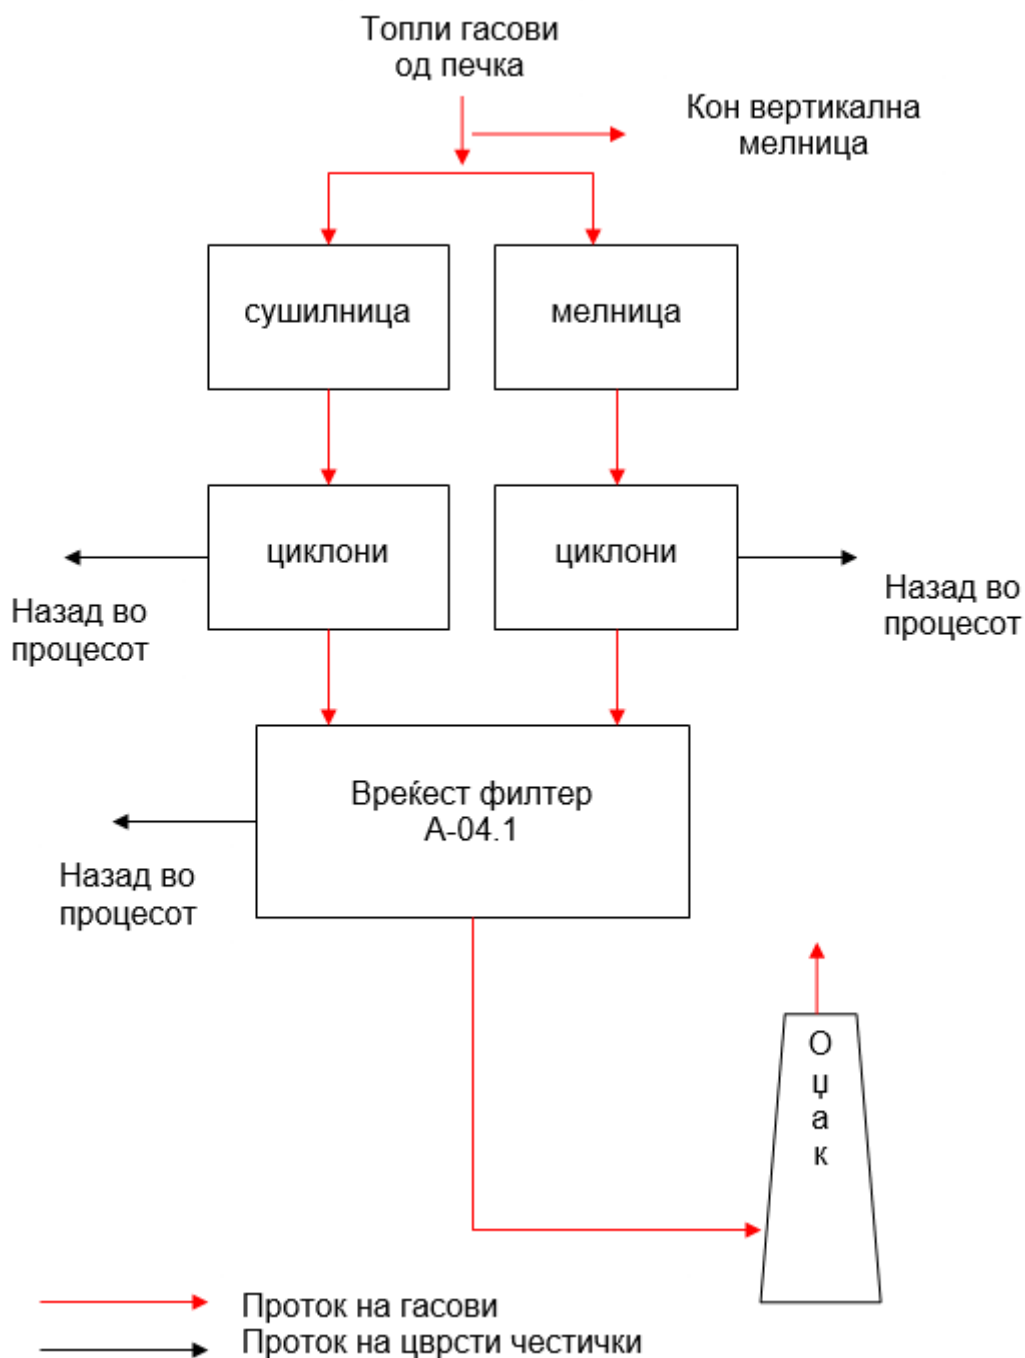 Топли гасови
од печка
Кон вертикална
мелница
сушилница
мелница
циклони
циклони
Назад во
процесот
Назад во
процесот
Вреќест филтер
А-04.1
Назад во
процесот
О
џ
а
к
Проток на гасови
Проток на цврсти честички